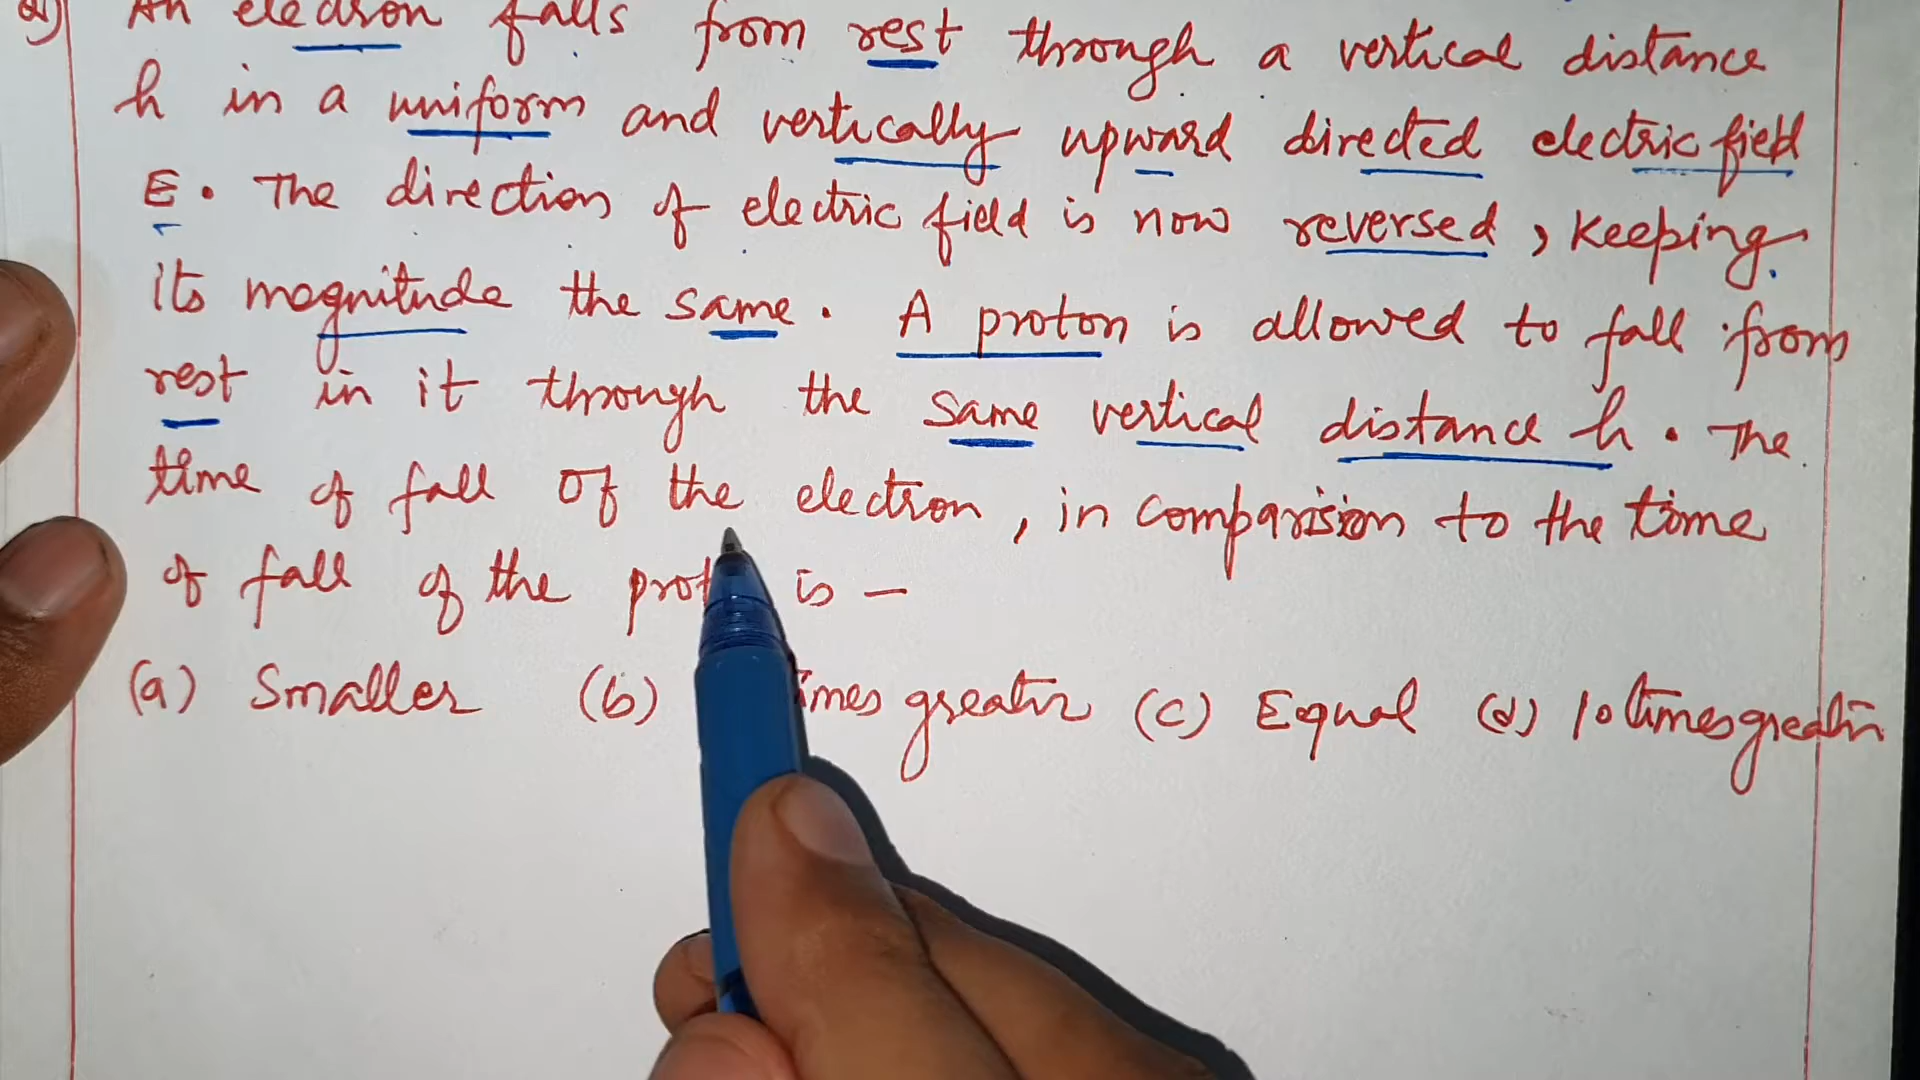 An electron falls from rest through a vertical distance
h in a uniform and vertically upward directed electric field
E. The direction of electric field is now reversed, keeping
its magnitude the same. A proton is allowed to fall from
rest in it through the same vertical distance h. The
time of fall of the electron, in comparision to the time
of fall of the is -
(a) Smaller (b) greater (c) Equal (d) 10 times greater